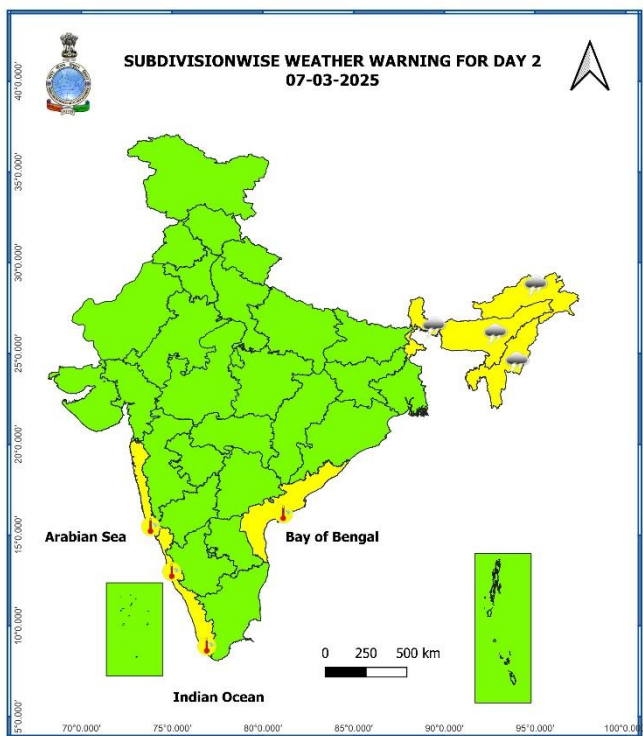 SUBDIVISIONWISE WEATHER WARNING FOR DAY 2
07-03-2025
40°0.000'
35°0.000'
30°0.000'
25°0.000'
20°0.000'
15°0.000'
10°0.000'
5°0.000'
Arabian Sea
Bay of Bengal
0 250 500 km
Indian Ocean
70°0.000' 75°0.000' 80°0.000' 85°0.000' 90°0.000' 95°0.000' 100°0.000'